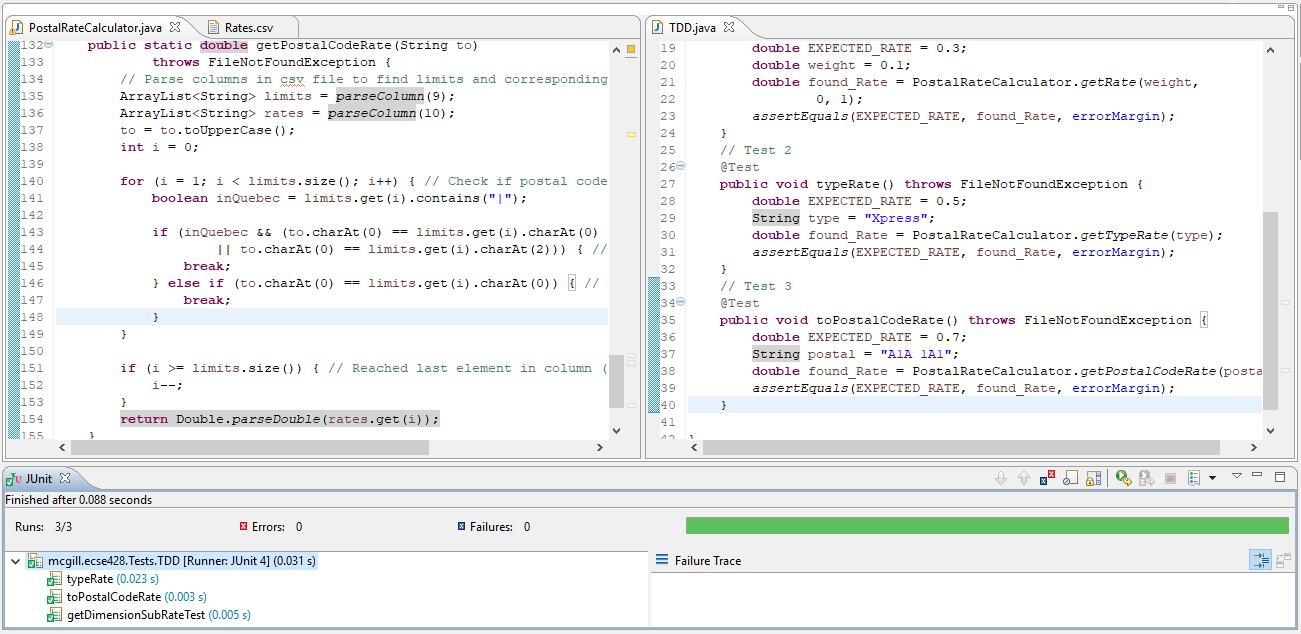 PostalRateCalculator.java
Rates.csv
132 public static double getPostalCodeRate(String to)
133 throws FileNotFoundException {
134 // Parse columns in csv file to find limits and corresponding
135 ArrayList<String> limits = parseColumn(9);
136 ArrayList<String> rates = parseColumn(10);
137 to = to.toUpperCase();
138 int i = 0;
139
140 for (i = 1; i < limits.size(); i++) { // Check if postal code
141 boolean inQuebec = limits.get(i).contains("|");
142
143 if (inQuebec && (to.charAt(0) == limits.get(i).charAt(0)
144 || to.charAt(0) == limits.get(i).charAt(2))) { //
145 break;
146 } else if (to.charAt(0) == limits.get(i).charAt(0)) { //
147 break;
148 }
149 }
150
151 if (i >= limits.size()) { // Reached last element in column (
152 i--;
153 }
154 return Double.parseDouble(rates.get(i));
155 }
TDD.java
19 double EXPECTED_RATE = 0.3;
20 double weight = 0.1;
21 double found_Rate = PostalRateCalculator.getRate(weight,
22 0, 1);
23 assertEquals(EXPECTED_RATE, found_Rate, errorMargin);
24 }
25 // Test 2
26 @Test
27 public void typeRate() throws FileNotFoundException {
28 double EXPECTED_RATE = 0.5;
29 String type = "Xpress";
30 double found_Rate = PostalRateCalculator.getTypeRate(type);
31 assertEquals(EXPECTED_RATE, found_Rate, errorMargin);
32 }
33 // Test 3
34 @Test
35 public void toPostalCodeRate() throws FileNotFoundException {
36 double EXPECTED_RATE = 0.7;
37 String postal = "A1A 1A1";
38 double found_Rate = PostalRateCalculator.getPostalCodeRate(posta
39 assertEquals(EXPECTED_RATE, found_Rate, errorMargin);
40 }
41
42 }
JUnit
Finished after 0.088 seconds
Runs: 3/3 Errors: 0 Failures: 0
mcgill.ecse428.Tests.TDD [Runner: JUnit 4] (0.031 s)
typeRate (0.023 s)
toPostalCodeRate (0.003 s)
getDimensionSubRateTest (0.005 s)
Failure Trace